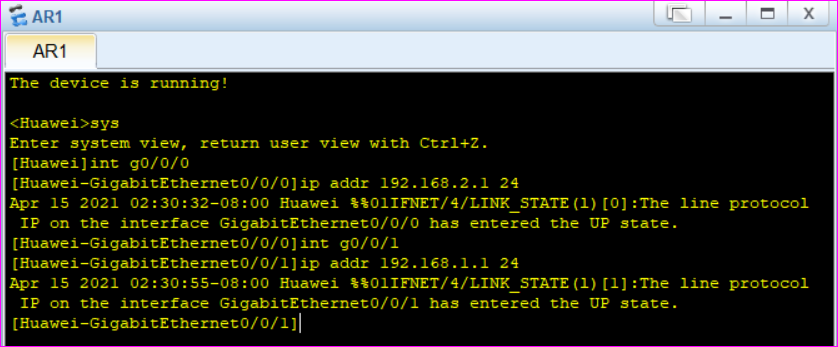 AR1
X
AR1
The device is running!
<Huawei>sys
Enter system view, return user view with Ctrl+Z.
[Huawei]int g0/0/0
[Huawei-GigabitEthernet0/0/0]ip addr 192.168.2.1 24
Apr 15 2021 02:30:32-08:00 Huawei %%01IFNET/4/LINK_STATE(l)[0]:The line protocol
 IP on the interface GigabitEthernet0/0/0 has entered the UP state.
[Huawei-GigabitEthernet0/0/0]int g0/0/1
[Huawei-GigabitEthernet0/0/1]ip addr 192.168.1.1 24
Apr 15 2021 02:30:55-08:00 Huawei %%01IFNET/4/LINK_STATE(l)[1]:The line protocol
 IP on the interface GigabitEthernet0/0/1 has entered the UP state.
[Huawei-GigabitEthernet0/0/1]